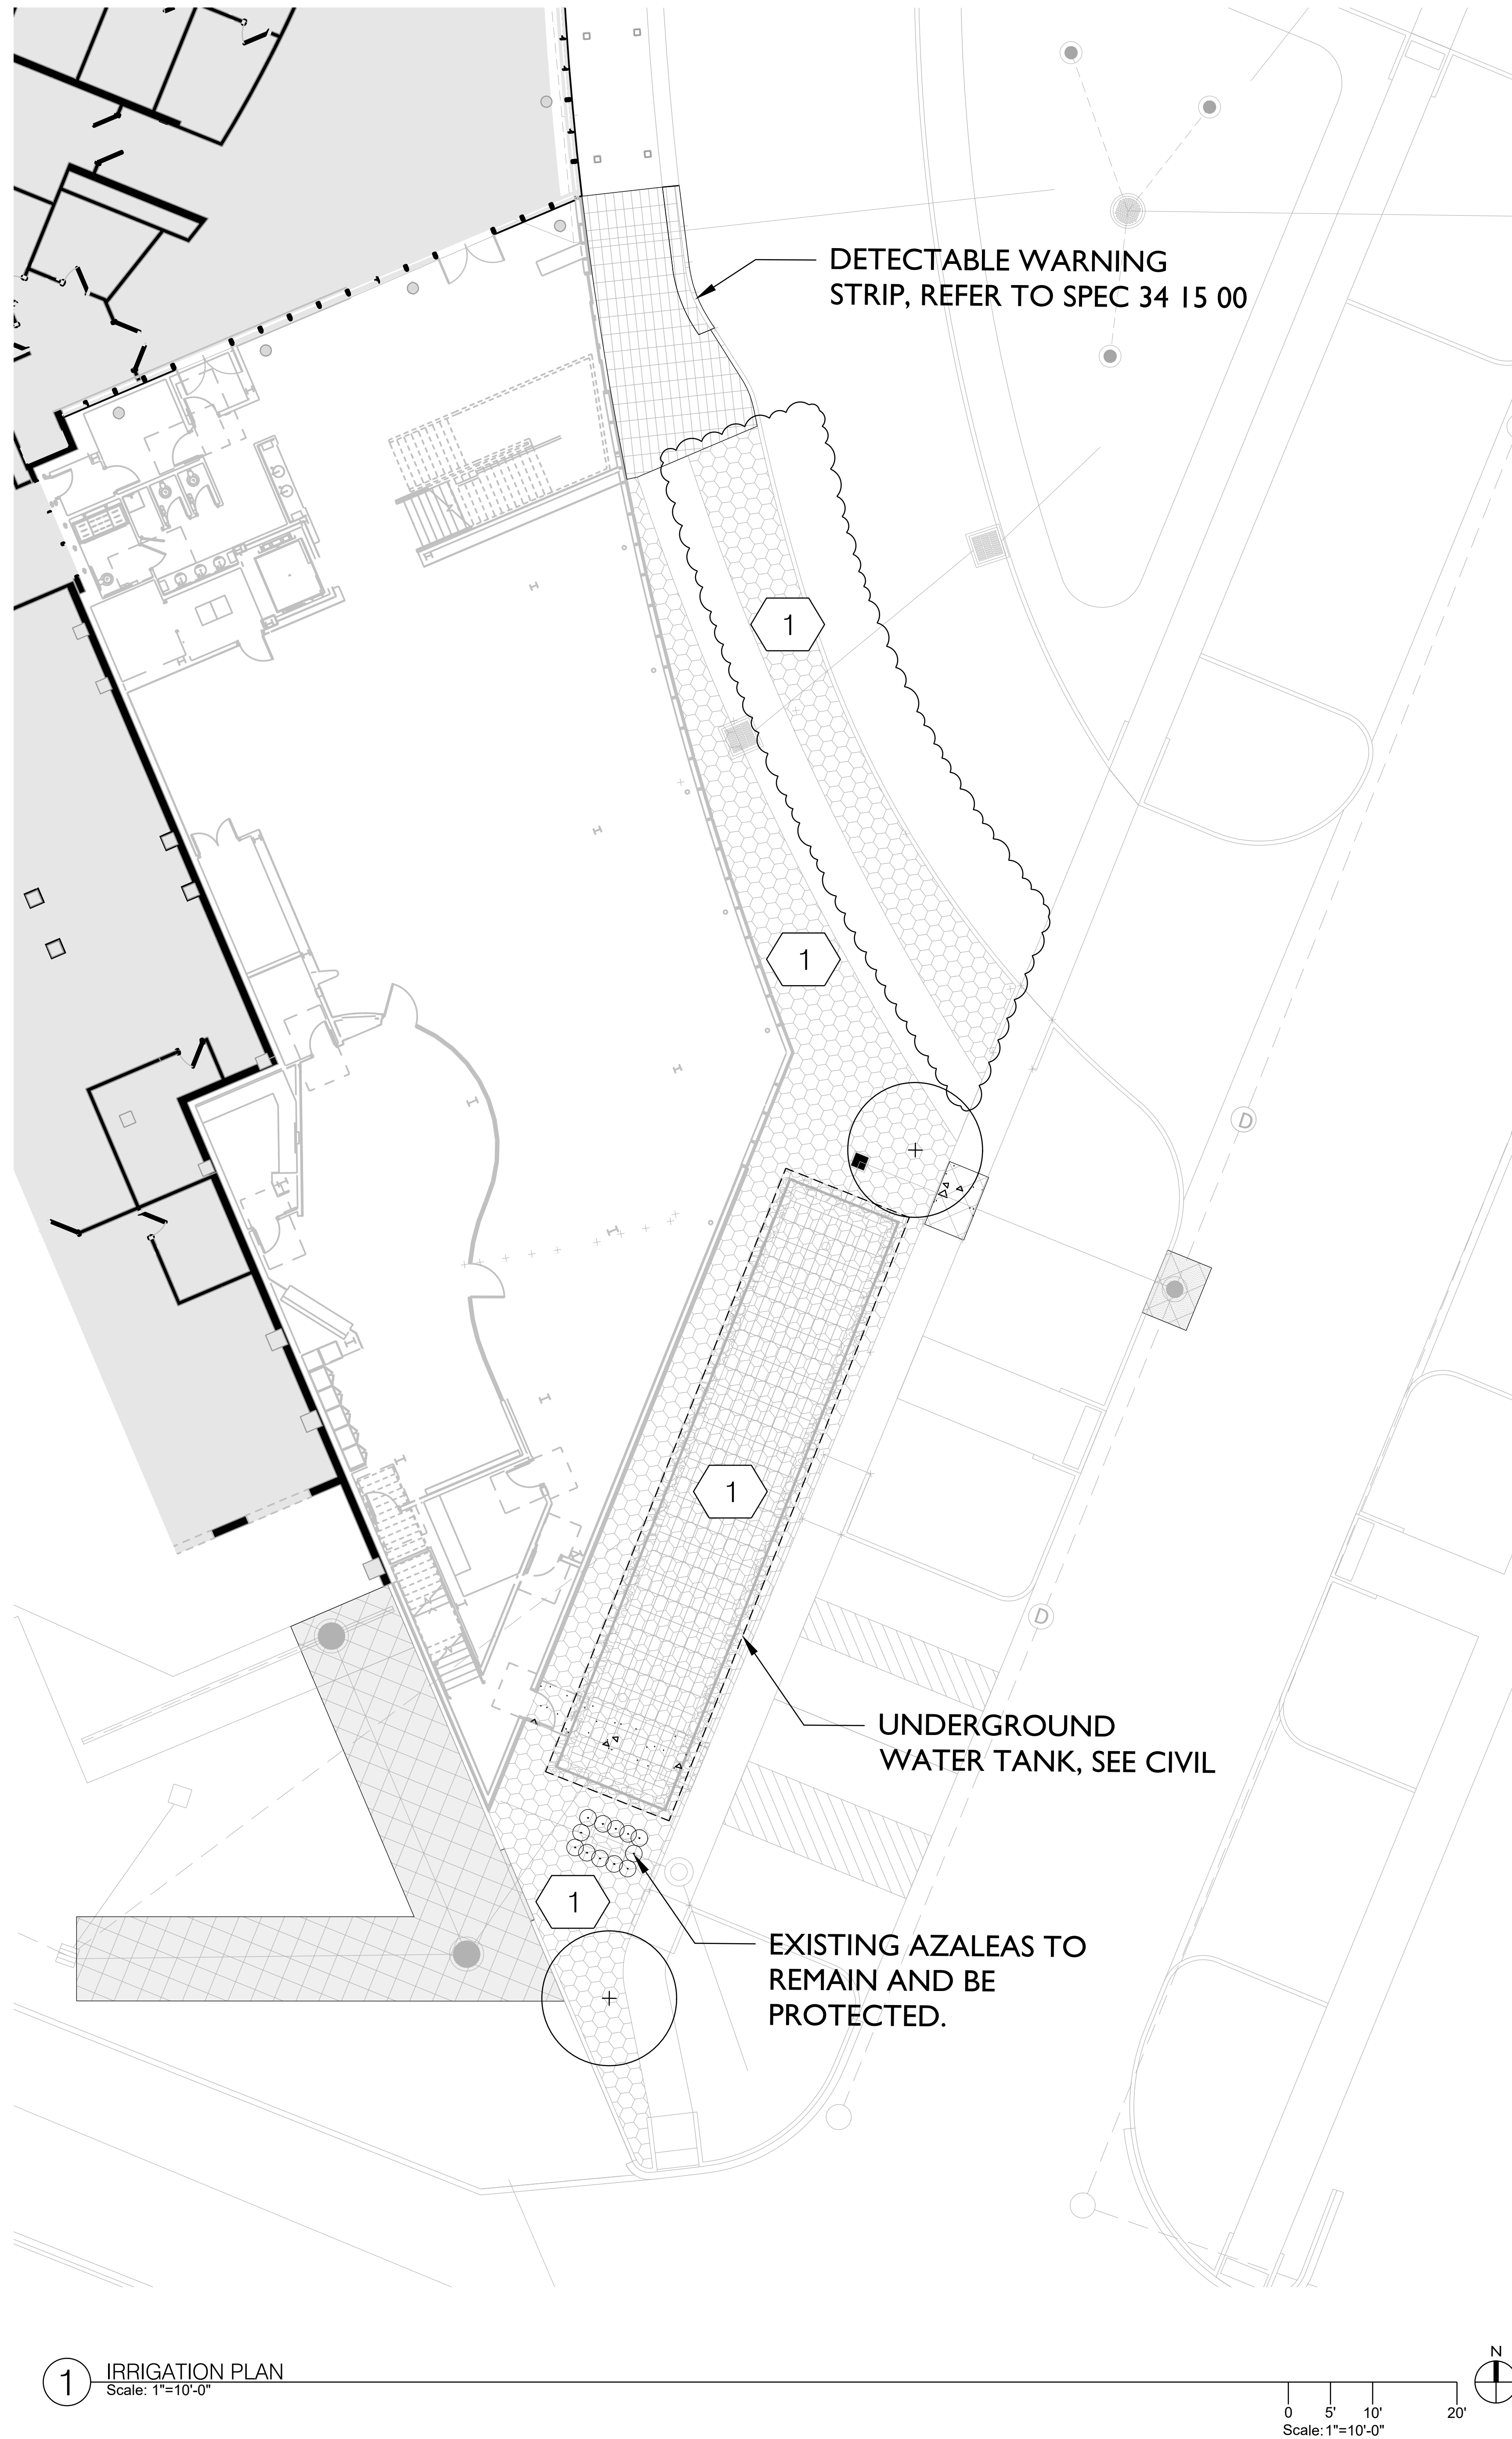 DETECTABLE WARNING
STRIP, REFER TO SPEC 34 15 00
1
1
D
1
D
UNDERGROUND
WATER TANK, SEE CIVIL
1
EXISTING AZALEAS TO
REMAIN AND BE
PROTECTED.
1
IRRIGATION PLAN
Scale: 1"=10'-0"
N
0 5' 10' 20'
Scale:1"=10'-0"